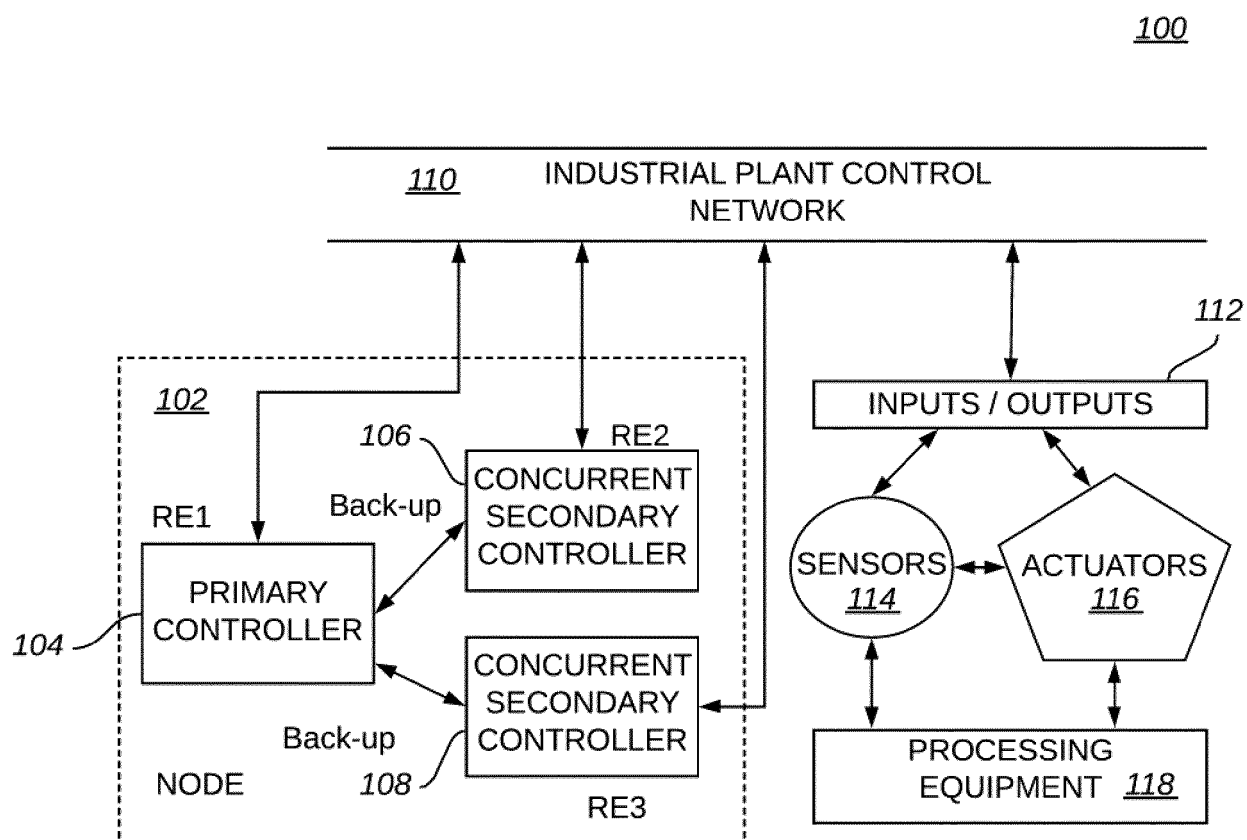 100
110
INDUSTRIAL PLANT CONTROL
NETWORK
112
102
INPUTS / OUTPUTS
106
RE2
CONCURRENT
SECONDARY
CONTROLLER
Back-up
RE1
PRIMARY
CONTROLLER
104
SENSORS
114
ACTUATORS
116
CONCURRENT
SECONDARY
CONTROLLER
Back-up
108
NODE
RE3
PROCESSING
EQUIPMENT 118